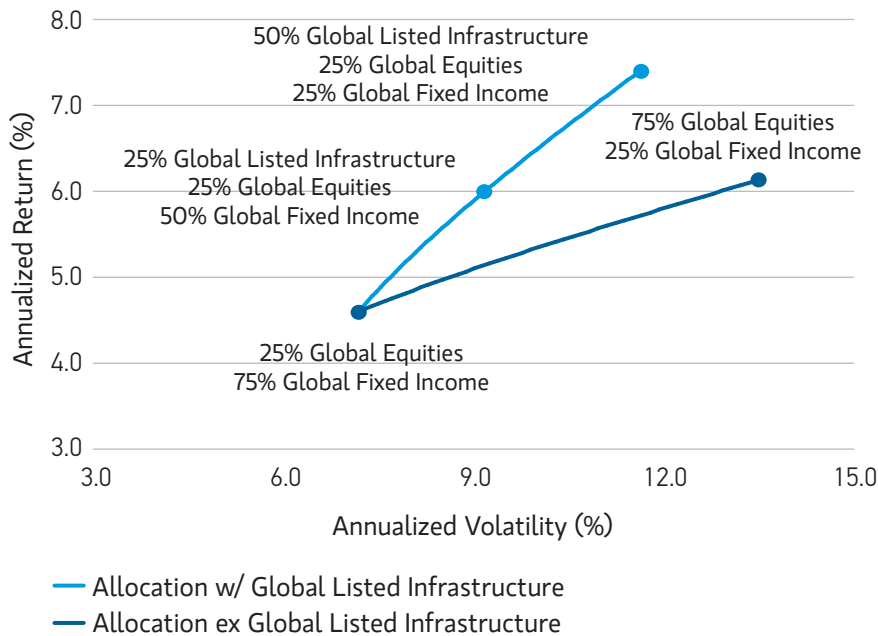 8.0
7.0
6.0
5.0
4.0
3.0
Annualized Return (%)
50% Global Listed Infrastructure
25% Global Equities
25% Global Fixed Income
75% Global Equities
25% Global Fixed Income
25% Global Listed Infrastructure
25% Global Equities
50% Global Fixed Income
25% Global Equities
75% Global Fixed Income
3.0
6.0
9.0
12.0
15.0
Annualized Volatility (%)
Allocation w/ Global Listed Infrastructure
Allocation ex Global Listed Infrastructure